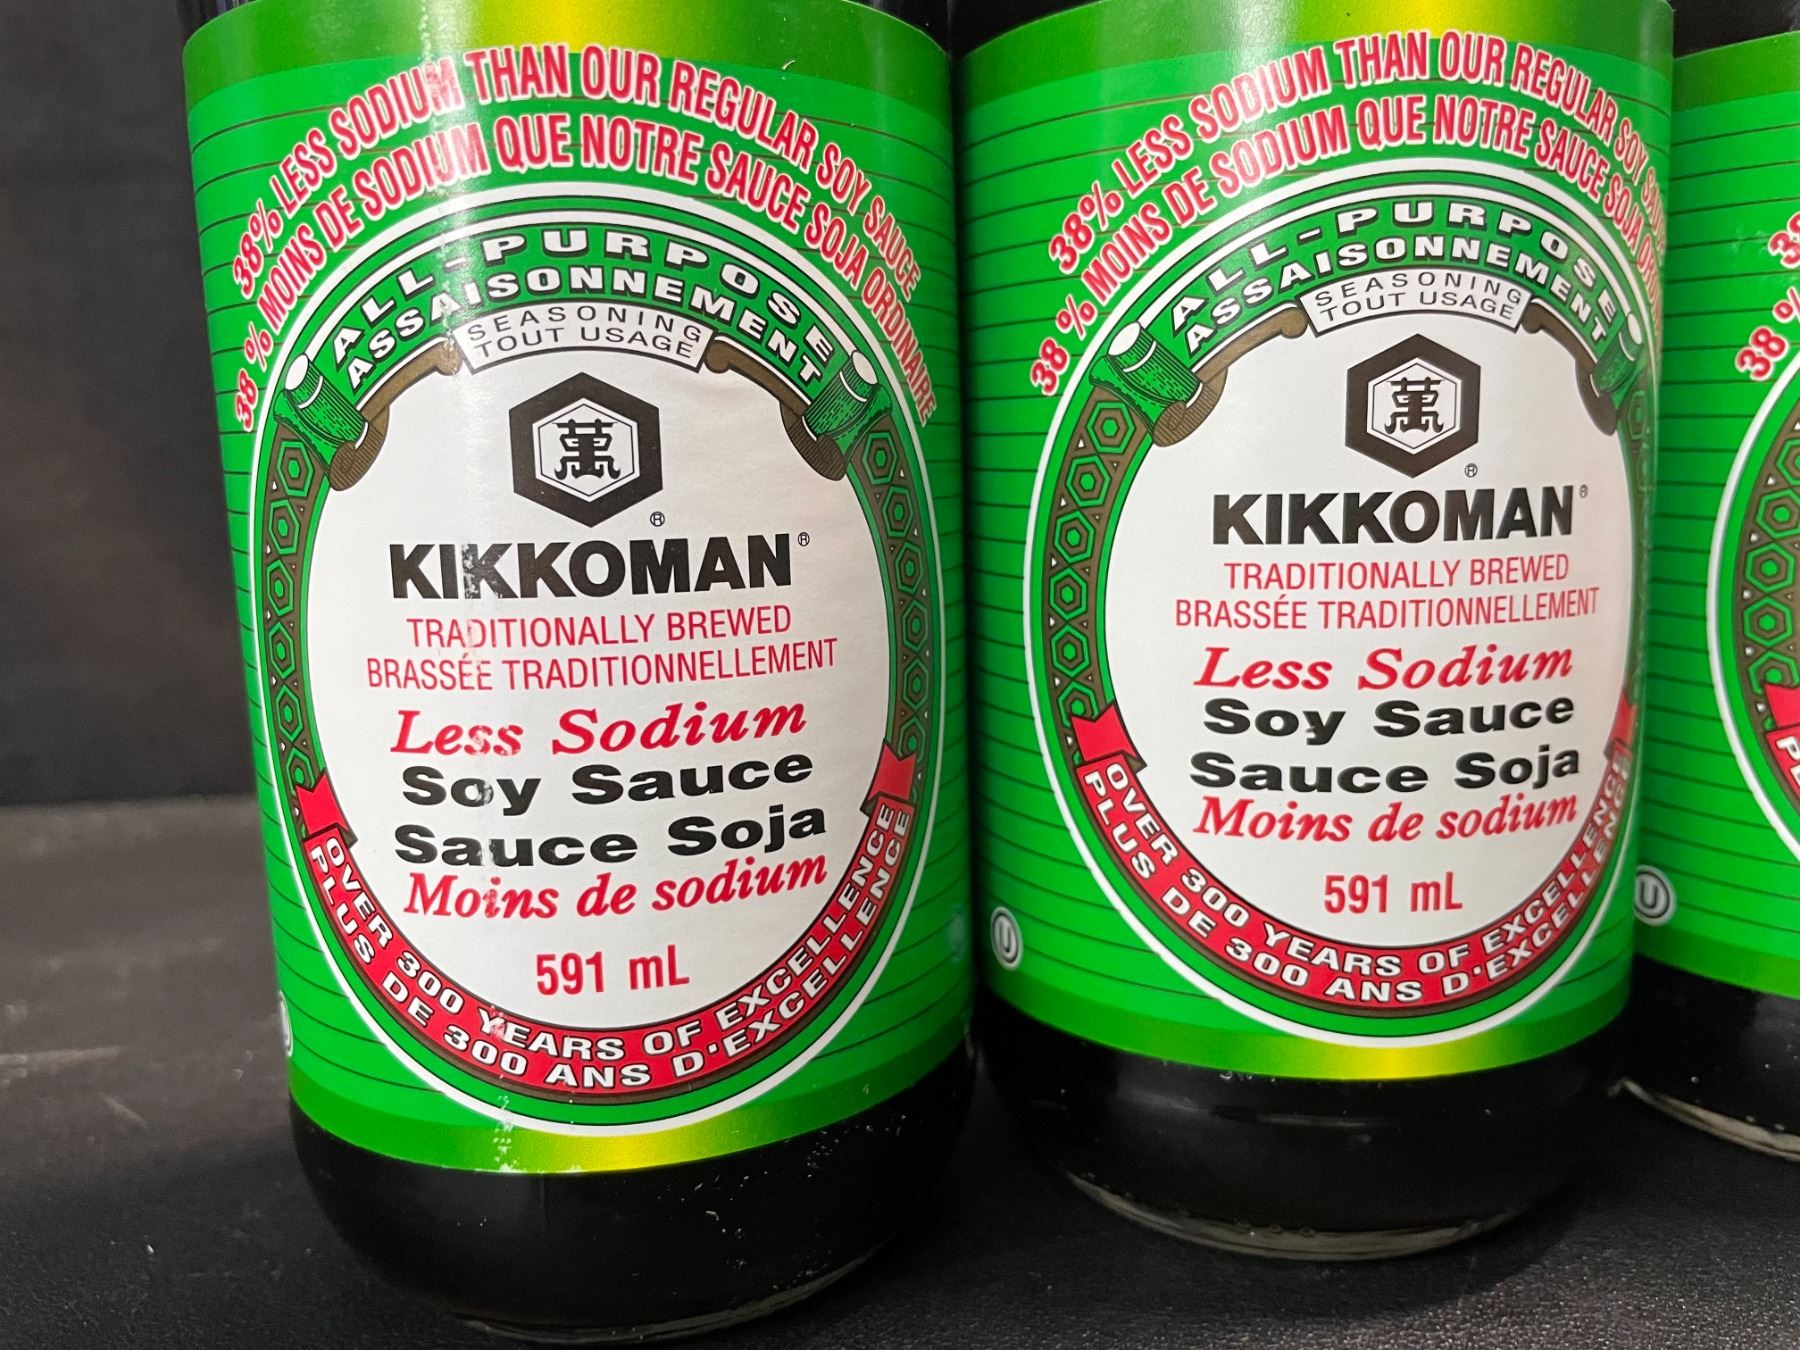 38% LESS SODIUM THAN OUR REGULAR SOY SAUCE
38 % MOINS DE SODIUM QUE NOTRE SAUCE SOJA ORDINAIRE
ALL-PURPOSE
ASSAISONNEMENT
SEASONING
TOUT USAGE
萬
®
KIKKOMAN®
TRADITIONALLY BREWED
BRASSÉE TRADITIONNELLEMENT
Less Sodium
Soy Sauce
Sauce Soja
Moins de sodium
591 mL
OVER 300 YEARS OF EXCELLENCE
PLUS DE 300 ANS D'EXCELLENCE
38% LESS SODIUM THAN OUR REGULAR SOY SAUCE
38 % MOINS DE SODIUM QUE NOTRE SAUCE SOJA
ALL-PURPOSE
ASSAISONNEMENT
SEASONING
TOUT USAGE
萬
®
KIKKOMAN®
TRADITIONALLY BREWED
BRASSÉE TRADITIONNELLEMENT
Less Sodium
Soy Sauce
Sauce Soja
Moins de sodium
591 mL
OVER 300 YEARS OF EXCELLENCE
PLUS DE 300 ANS D'EXCELLENCE
U
38 %
U